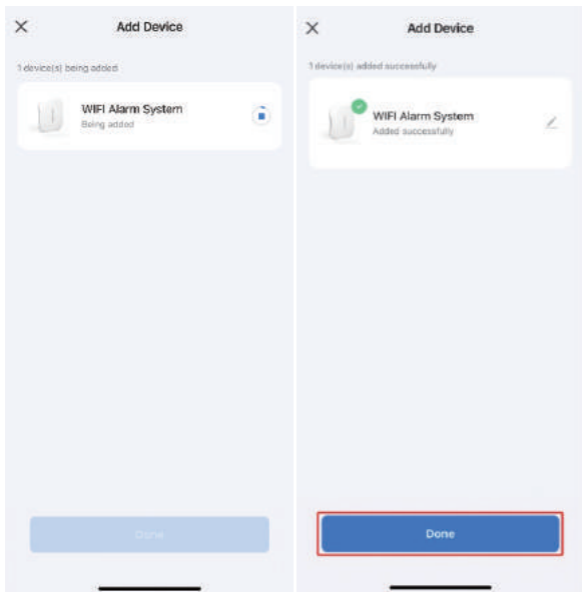 Add Device
1 device(s) being added
WIFI Alarm System
Being added
Done
Add Device
1 device(s) added successfully
WIFI Alarm System
Added successfully
Done